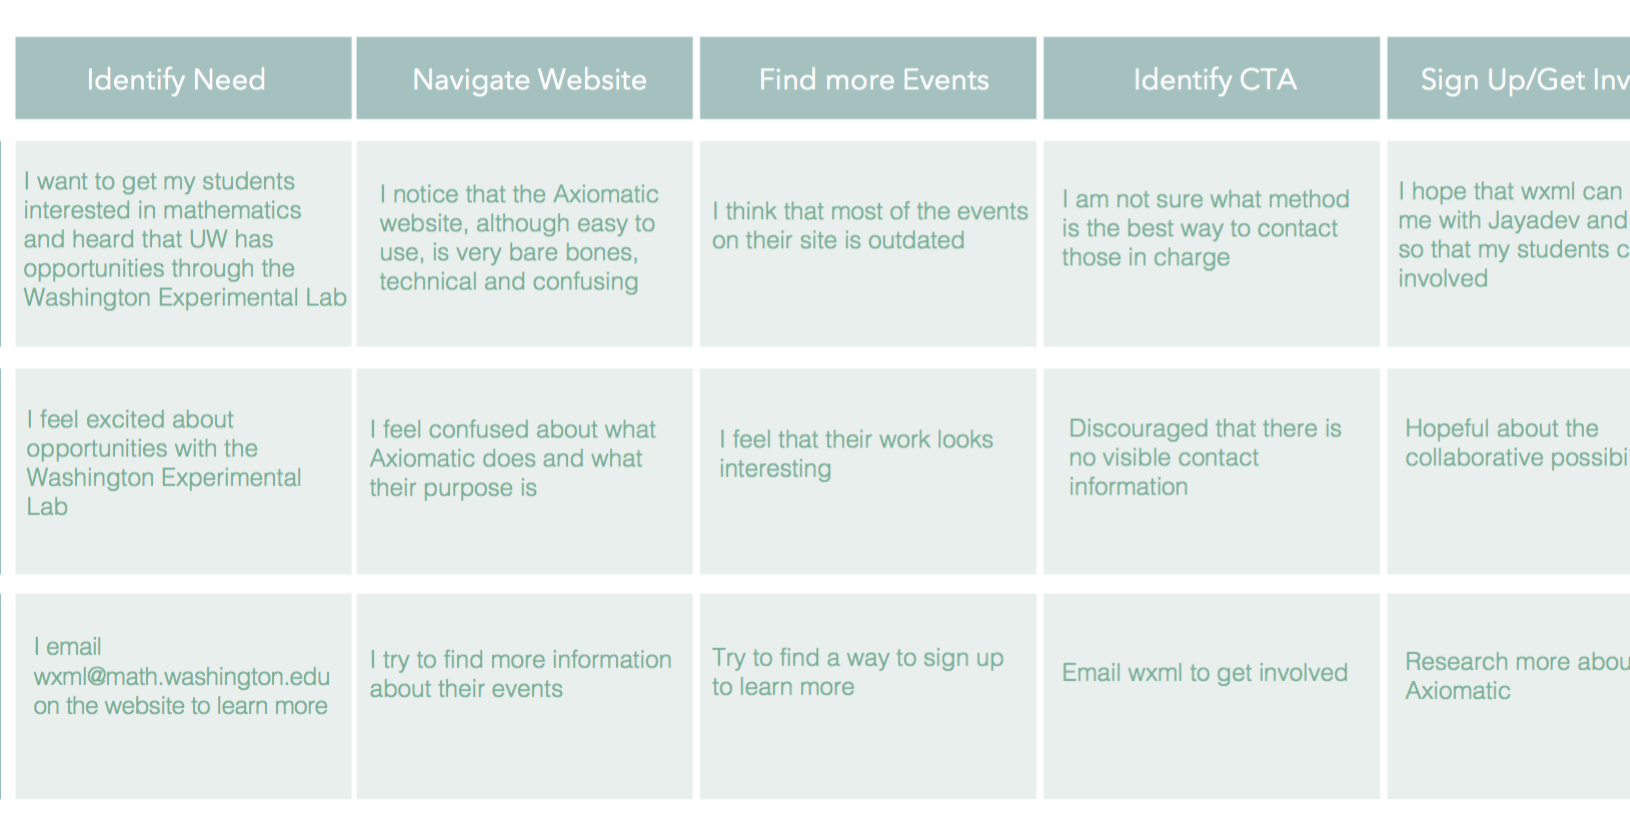 Identify Need
Navigate Website
Find more Events
Identify CTA
Sign Up/Get
I want to get my students
interested in mathematics
and heard that UW has
opportunities through the
Washington Experimental Lab
I notice that the Axiomatic
website, although easy to
use, is very bare bones,
technical and confusing
I think that most of the events
on their site is outdated
I am not sure what method
is the best way to contact
those in charge
I hope that wxml can
me with Jayadev and
so that my students
involved
I feel excited about
opportunities with the
Washington Experimental
Lab
I feel confused about what
Axiomatic does and what
their purpose is
I feel that their work looks
interesting
Discouraged that there is
no visible contact
information
Hopeful about the
collaborative
I email
wxml@math.washington.edu
on the website to learn more
I try to find more information
about their events
Try to find a way to sign up
to learn more
Email wxml to get involved
Research more
Axiomatic